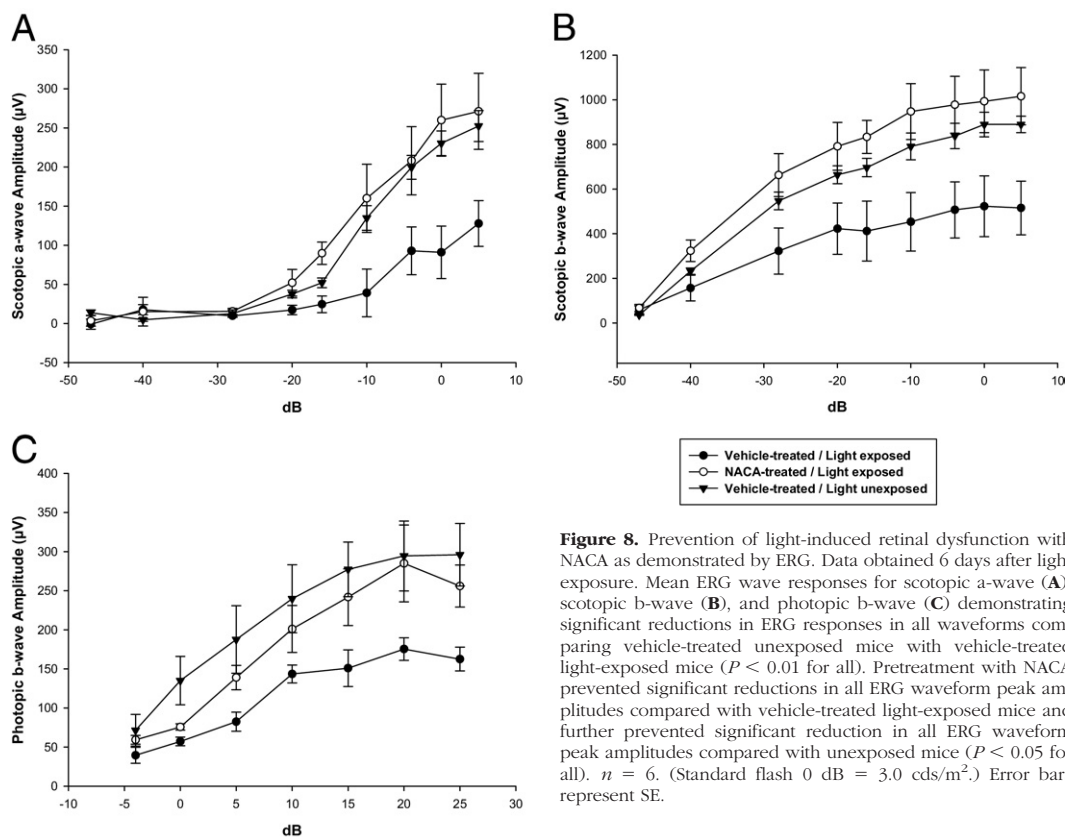 A
350
300
250
200
150
100
50
0
-50
Scotopic a-wave Amplitude (µV)
-50 -40 -30 -20 -10 0 10
dB
B
1200
1000
800
600
400
200
0
Scotopic b-wave Amplitude (µV)
-50 -40 -30 -20 -10 0 10
dB
C
400
350
300
250
200
150
100
50
0
Photopic b-wave Amplitude (µV)
-10 -5 0 5 10 15 20 25 30
dB
Vehicle-treated / Light exposed
NACA-treated / Light exposed
Vehicle-treated / Light unexposed
Figure 8. Prevention of light-induced retinal dysfunction with
NACA as demonstrated by ERG. Data obtained 6 days after light
exposure. Mean ERG wave responses for scotopic a-wave (A)
scotopic b-wave (B), and photopic b-wave (C) demonstrating
significant reductions in ERG responses in all waveforms com-
paring vehicle-treated unexposed mice with vehicle-treated
light-exposed mice (P < 0.01 for all). Pretreatment with NACA
prevented significant reductions in all ERG waveform peak am-
plitudes compared with vehicle-treated light-exposed mice and
further prevented significant reduction in all ERG waveform
peak amplitudes compared with unexposed mice (P < 0.05 for
all). n = 6. (Standard flash 0 dB = 3.0 cds/m².) Error bar
represent SE.